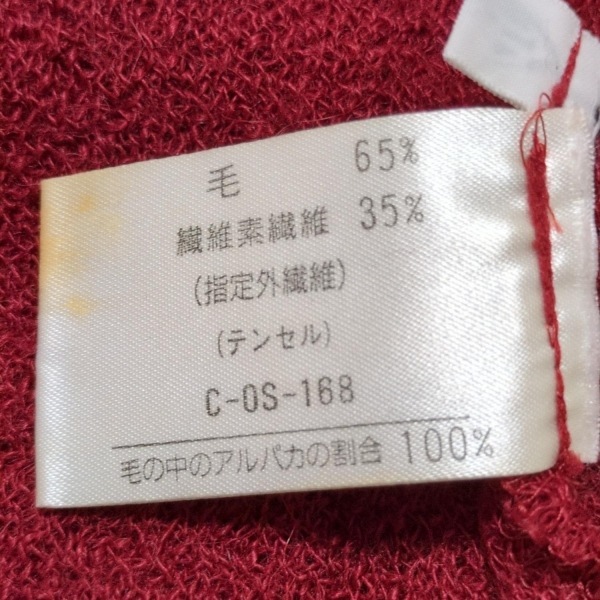 毛 65%
繊維素繊維 35%
(指定外繊維)
(テンセル)
C-OS-168
毛の中のアルパカの割合 100%